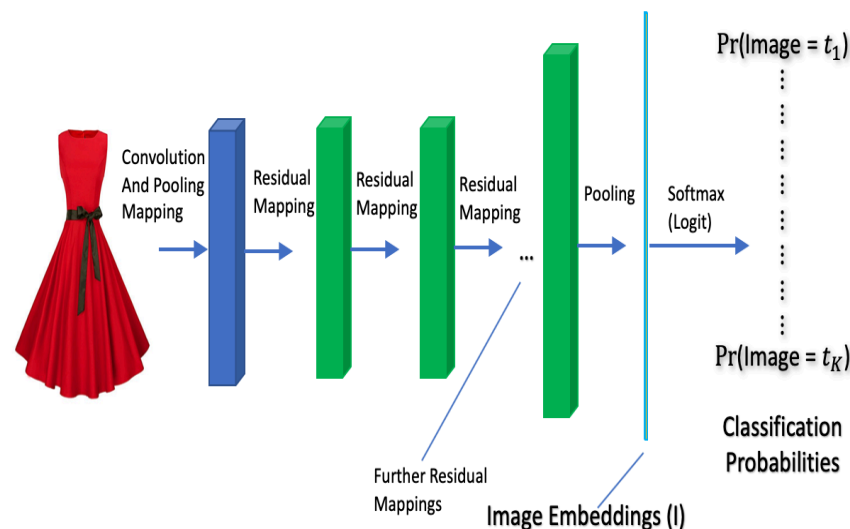 Convolution
And Pooling
Mapping
Residual
Mapping
Residual
Mapping
Residual
Mapping
...
Pooling
Softmax
(Logit)
Pr(Image = t₁)
Pr(Image = t_K)
Classification
Probabilities
Further Residual
Mappings
Image Embeddings (I)